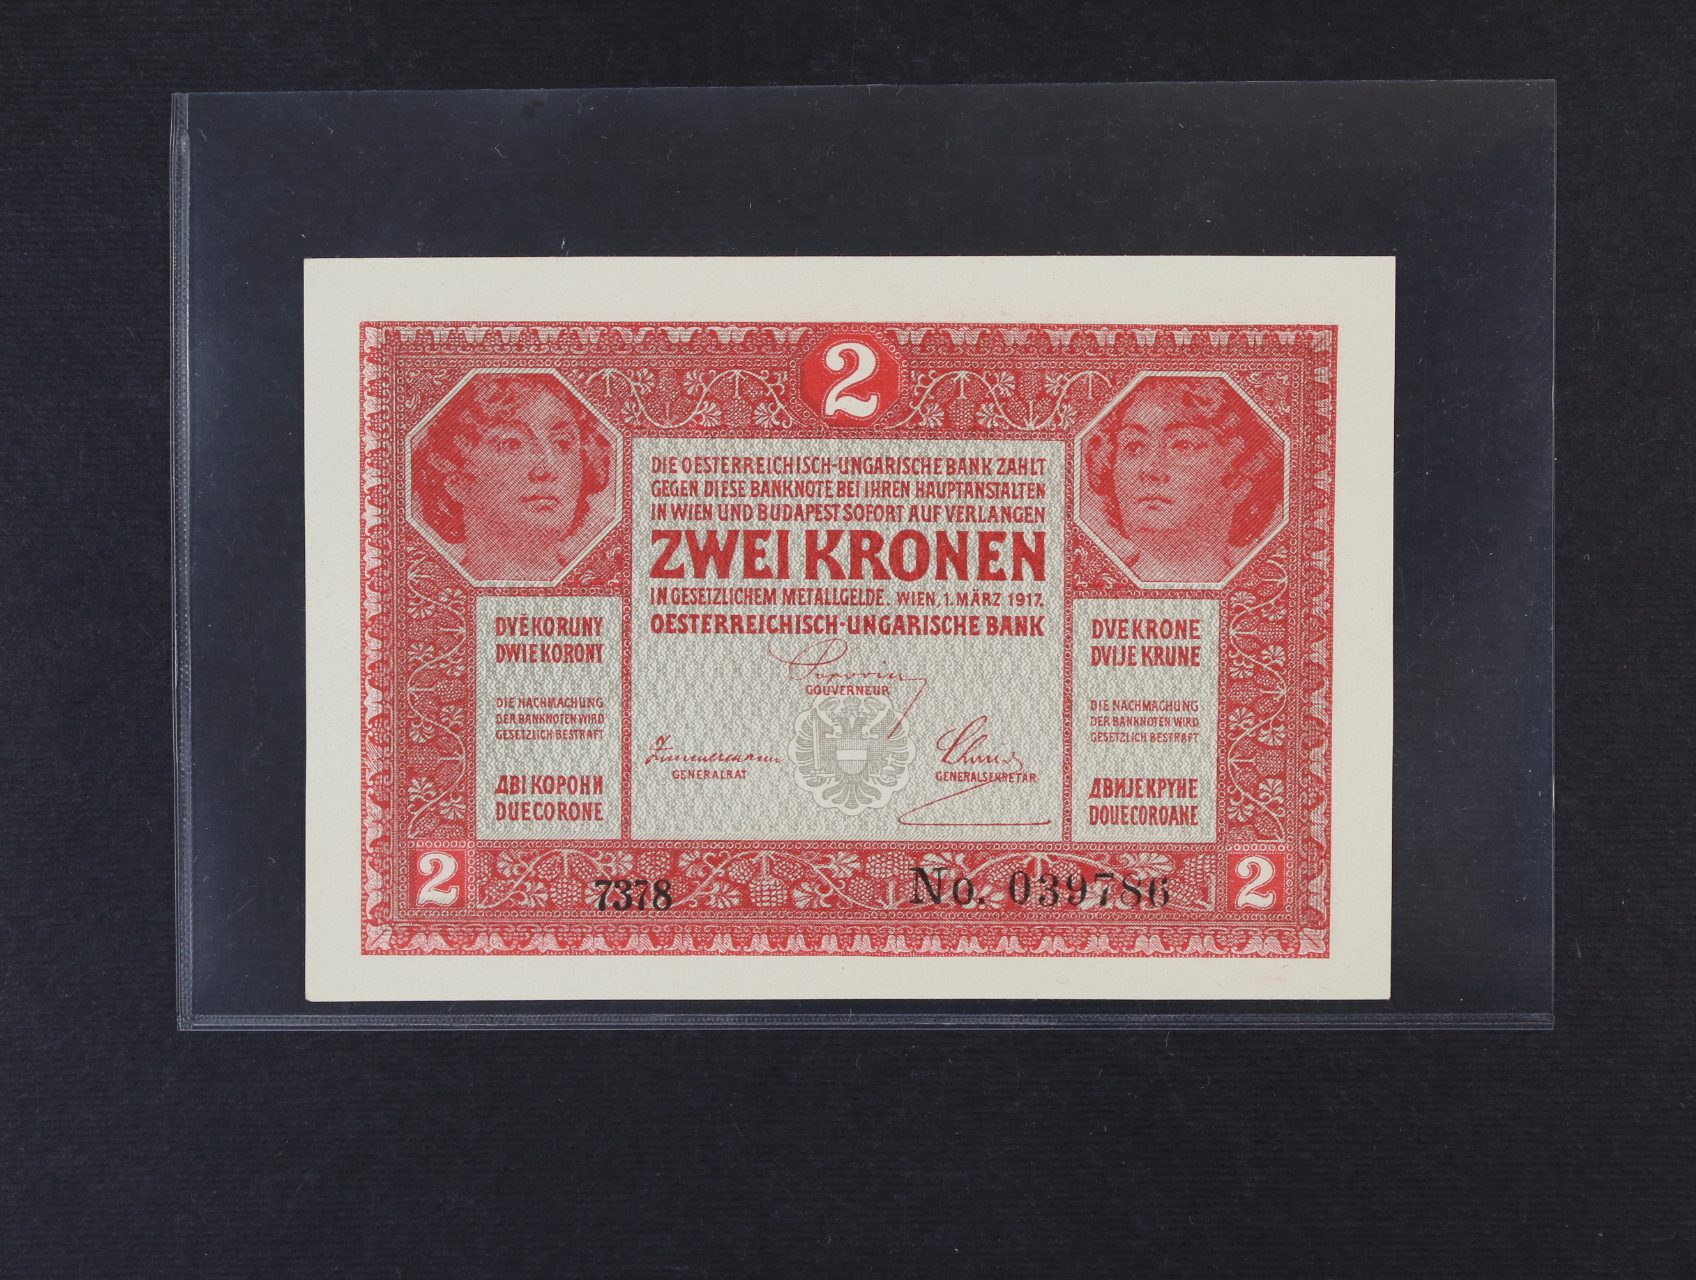 2
DIE OESTERREICHISCH-UNGARISCHE BANK ZAHLT
GEGEN DIESE BANKNOTE BEI IHREN HAUPTANSTALTEN
IN WIEN UND BUDAPEST SOFORT AUF VERLANGEN
ZWEI KRONEN
IN GESETZLICHEM METALLGELDE. WIEN, 1. MÄRZ 1917.
OESTERREICHISCH-UNGARISCHE BANK
Popovics
GOUVERNEUR
Zimmermann
GENERALRAT
GENERALSEKRETÄR
DVĚ KORUNY
DWIE KORONY
DIE NACHMACHUNG
DER BANKNOTEN WIRD
GESETZLICH BESTRAFT
ДВІ КОРОНИ
DUE CORONE
DVE KRONE
DVIJE KRUNE
DIE NACHMACHUNG
DER BANKNOTEN WIRD
GESETZLICH BESTRAFT
ДВИЈЕ КРУНЕ
DOUE COROANE
2
7378
No. 039786
2